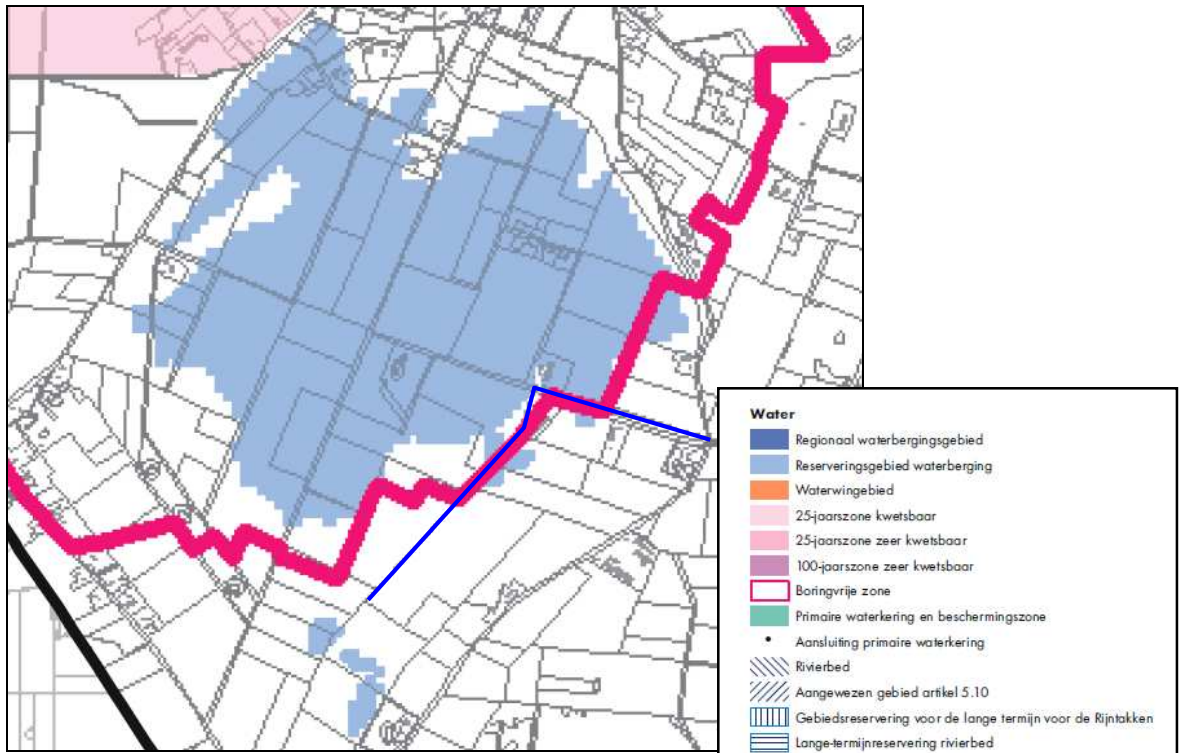 Water
Regionaal waterbergingsgebied
Reserveringsgebied waterberging
Waterwingebied
25-jaarszone kwetsbaar
25-jaarszone zeer kwetsbaar
100-jaarszone zeer kwetsbaar
Boringvrije zone
Primaire waterkering en beschermingszone
Aansluiting primaire waterkering
Rivierbed
Aangewezen gebied artikel 5.10
Gebiedsreservering voor de lange termijn voor de Rijntakken
Lange-termijnreservering rivierbed